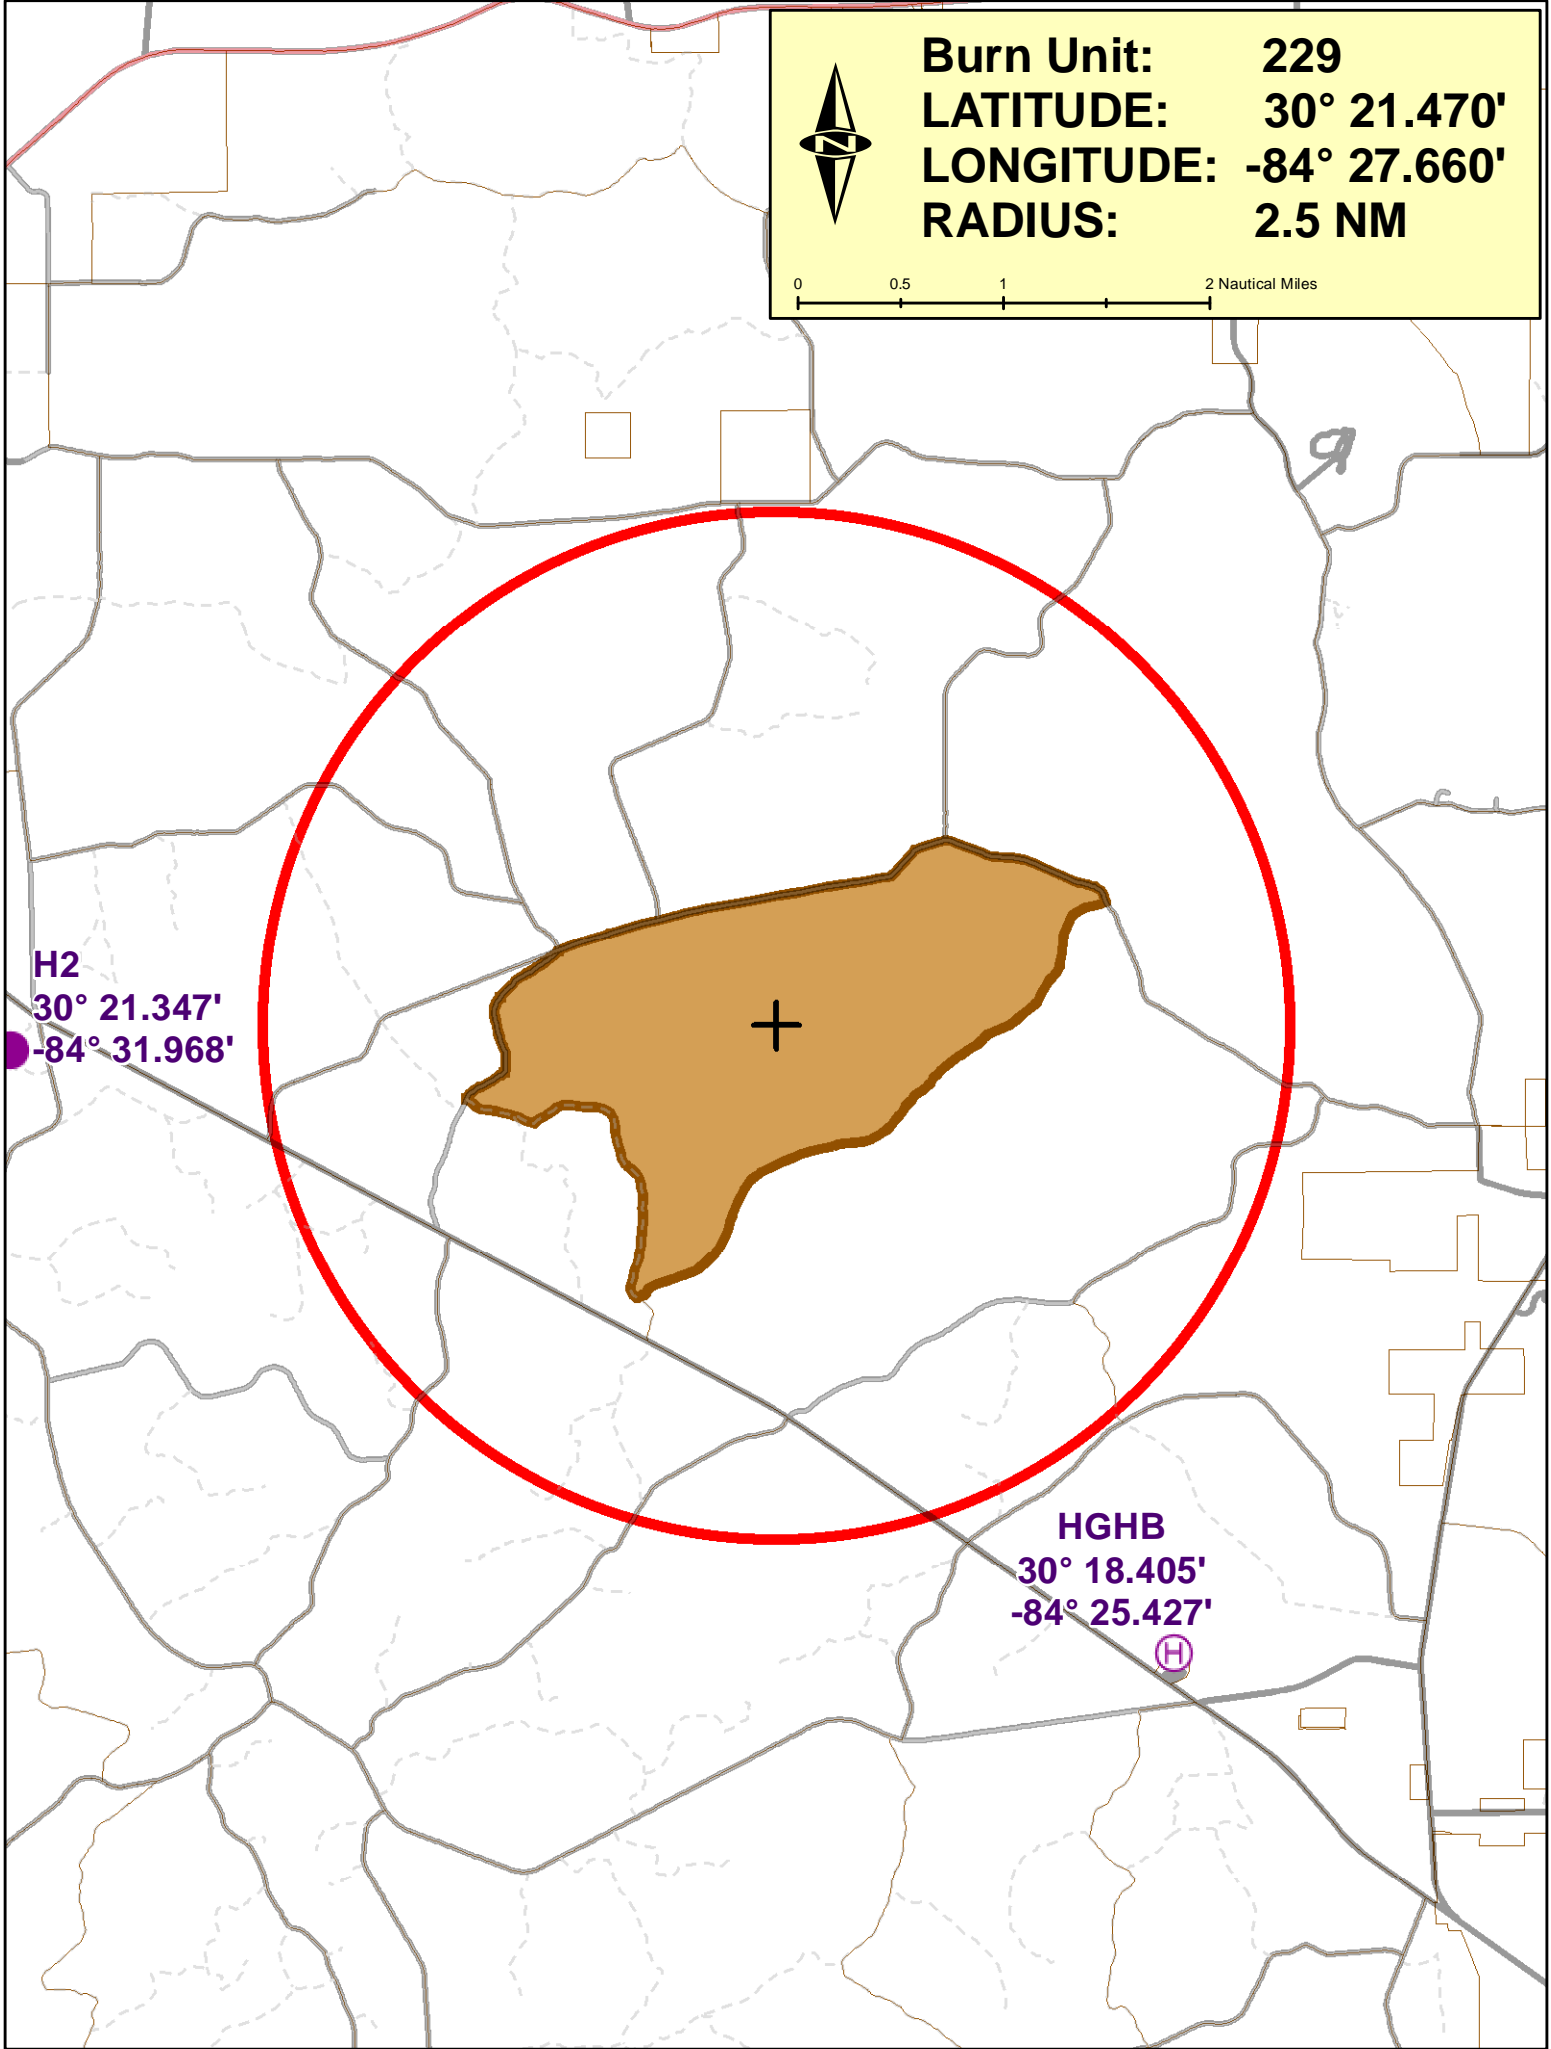 Burn Unit: 229
LATITUDE: 30° 21.470'
LONGITUDE: -84° 27.660'
RADIUS: 2.5 NM
N
0 0.5 1 2 Nautical Miles
H2
30° 21.347'
-84° 31.968'
HGHB
30° 18.405'
-84° 25.427'
H